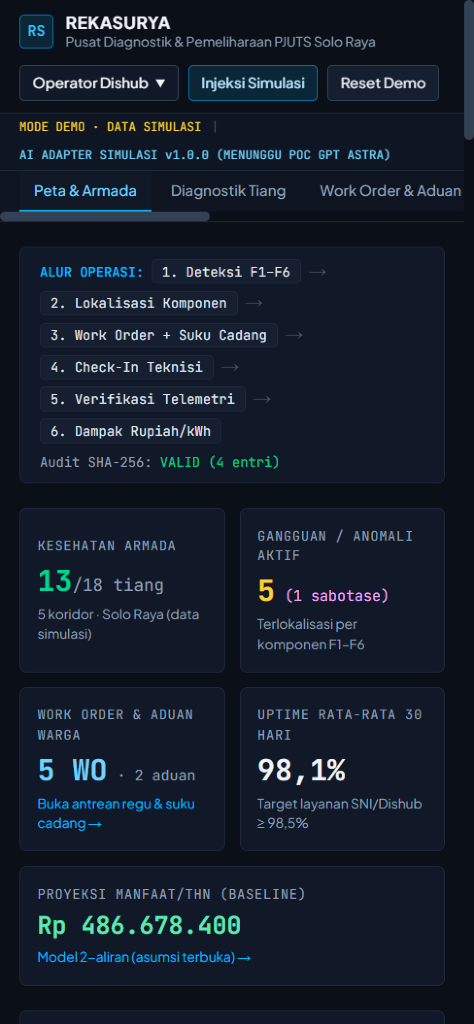 RS
REKASURYA
Pusat Diagnostik & Pemeliharaan PJUTS Solo Raya
Operator Dishub ▼
Injeksi Simulasi
Reset Demo
MODE DEMO · DATA SIMULASI |
AI ADAPTER SIMULASI v1.0.0 (MENUNGGU POC GPT ASTRA)
Peta & Armada
Diagnostik Tiang
Work Order & Aduan
ALUR OPERASI: 1. Deteksi F1–F6 →
2. Lokalisasi Komponen →
3. Work Order + Suku Cadang →
4. Check-In Teknisi →
5. Verifikasi Telemetri →
6. Dampak Rupiah/kWh
Audit SHA-256: VALID (4 entri)
KESEHATAN ARMADA
13/18 tiang
5 koridor · Solo Raya (data
simulasi)
GANGGUAN / ANOMALI
AKTIF
5 (1 sabotase)
Terlokalisasi per
komponen F1–F6
WORK ORDER & ADUAN
WARGA
5 WO · 2 aduan
Buka antrean regu & suku
cadang →
UPTIME RATA-RATA 30
HARI
98,1%
Target layanan SNI/Dishub
≥ 98,5%
PROYEKSI MANFAAT/THN (BASELINE)
Rp 486.678.400
Model 2-aliran (asumsi terbuka) →